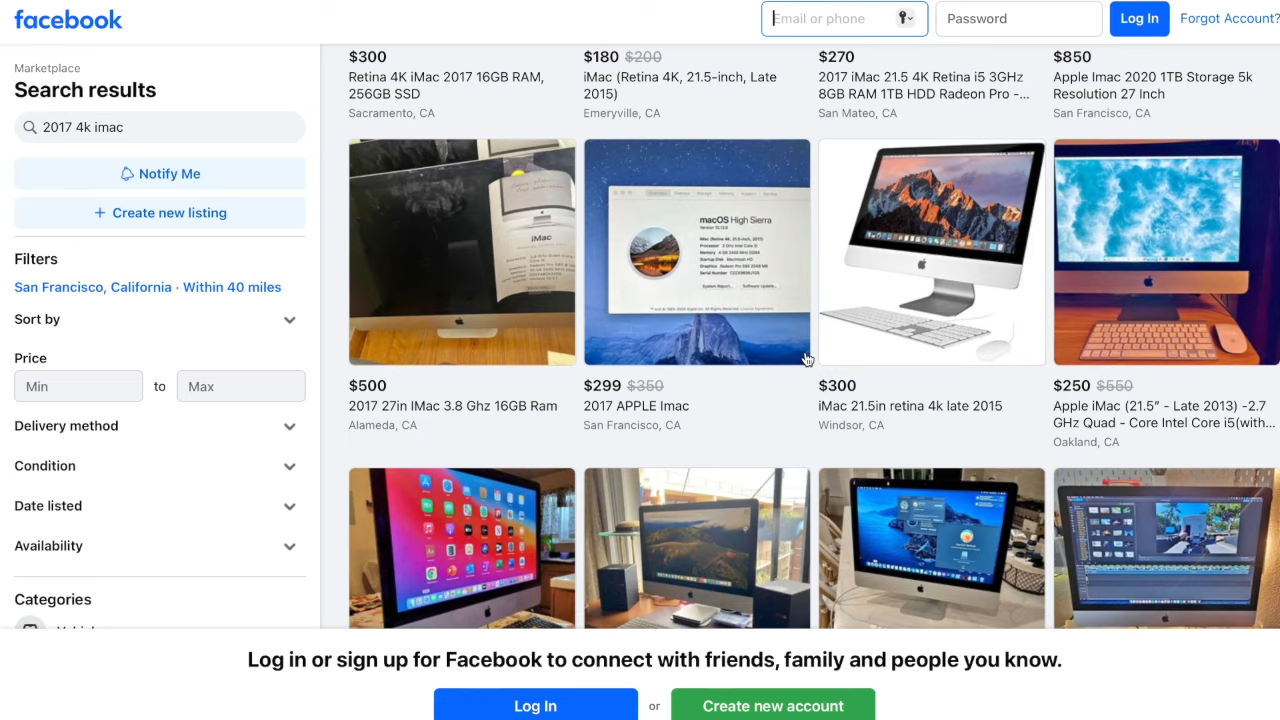 facebook
Email or phone
Password
Log In
Forgot Account?
Marketplace
Search results
2017 4k imac
Notify Me
+ Create new listing
Filters
San Francisco, California · Within 40 miles
Sort by
Price
Min
to
Max
Delivery method
Condition
Date listed
Availability
Categories
$300
Retina 4K iMac 2017 16GB RAM,
256GB SSD
Sacramento, CA
$180 $200
iMac (Retina 4K, 21.5-inch, Late
2015)
Emeryville, CA
$270
2017 iMac 21.5 4K Retina i5 3GHz
8GB RAM 1TB HDD Radeon Pro -...
San Mateo, CA
$850
Apple Imac 2020 1TB Storage 5k
Resolution 27 Inch
San Francisco, CA
iMac
macOS High Sierra
$500
2017 27in IMac 3.8 Ghz 16GB Ram
Alameda, CA
$299 $350
2017 APPLE Imac
San Francisco, CA
$300
iMac 21.5in retina 4k late 2015
Windsor, CA
$250 $550
Apple iMac (21.5” - Late 2013) -2.7
GHz Quad - Core Intel Core i5(with...
Oakland, CA
Log in or sign up for Facebook to connect with friends, family and people you know.
Log In
or
Create new account